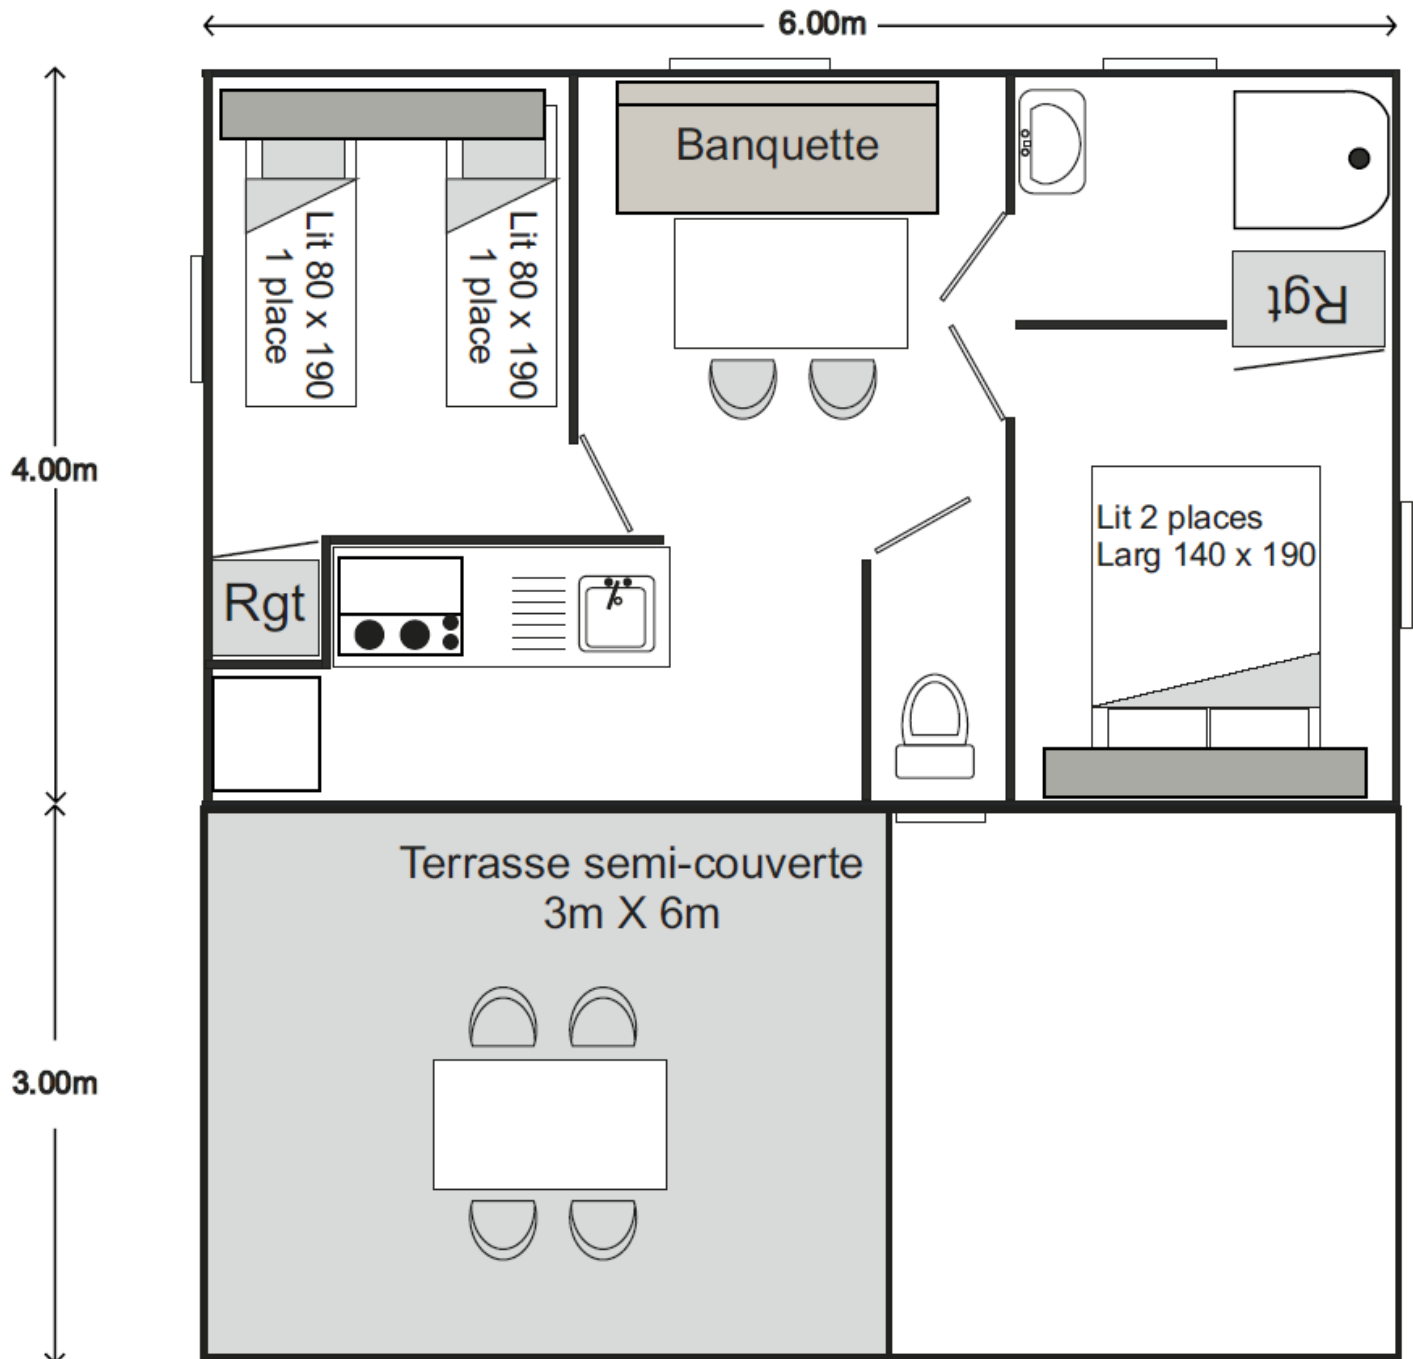 6.00m
Banquette
Lit 80 x 190
1 place
Lit 80 x 190
1 place
Rgt
4.00m
Lit 2 places
Larg 140 x 190
Rgt
Terrasse semi-couverte
3m X 6m
3.00m